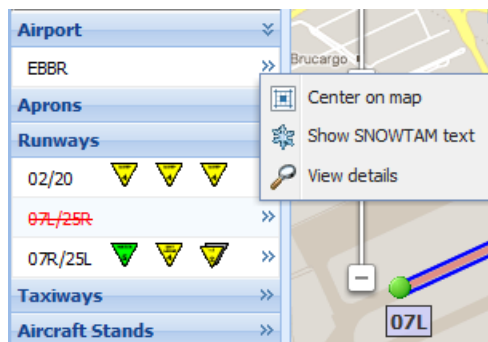 Airport
EBBR
Brucargo
Center on map
Aprons
Show SNOWTAM text
Runways
View details
02/20
07L/25R
07R/25L
Taxiways
07L
Aircraft Stands